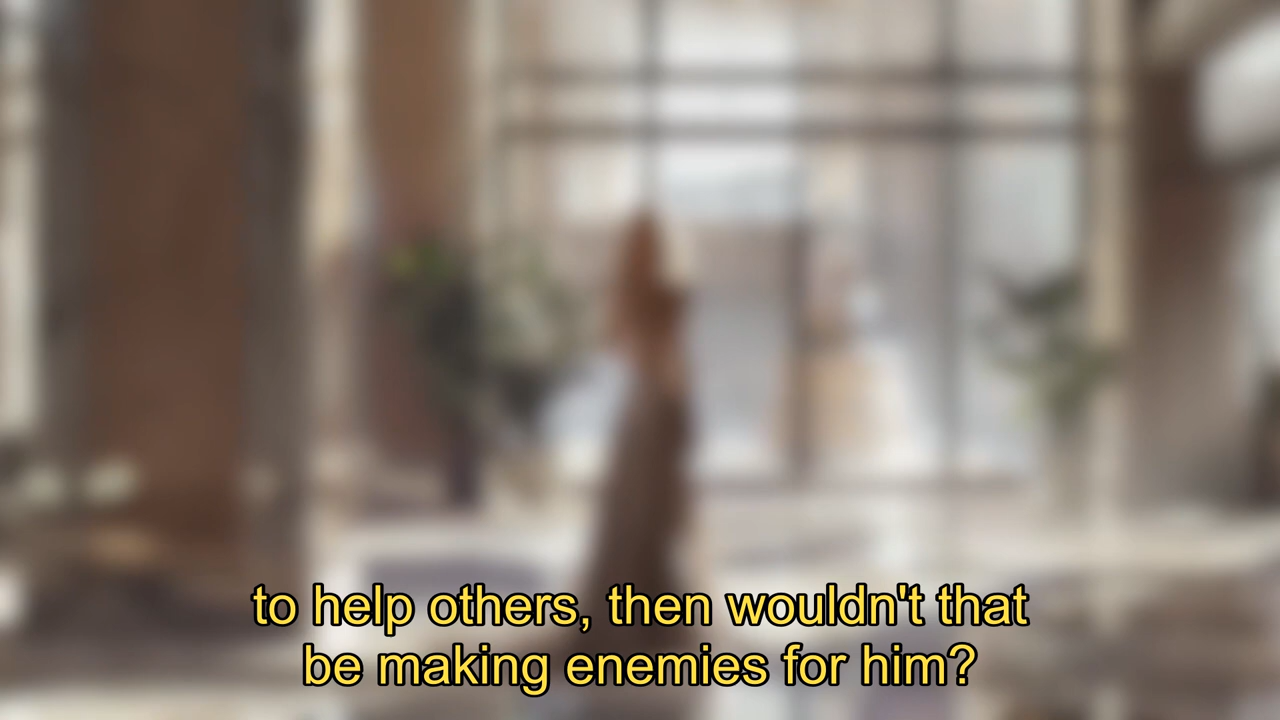 to help others, then wouldn't that
be making enemies for him?